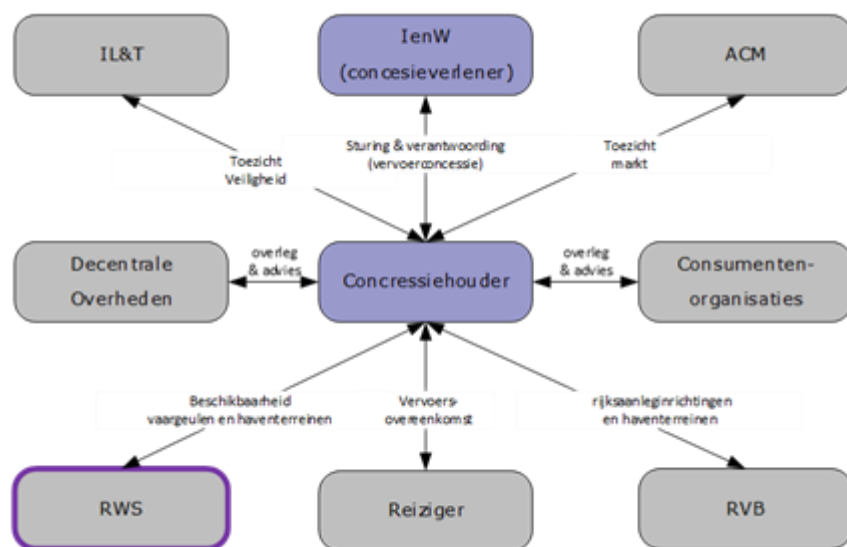 IL&T
IenW
(concesieverlener)
ACM
Toezicht
Veiligheid
Sturing & verantwoording
(vervoerconcessie)
Toezicht
markt
Decentrale
Overheden
overleg
& advies
Concressiehouder
overleg
& advies
Consumenten-
organisaties
Beschikbaarheid
vaargeulen en haventerreinen
Vervoers-
overeenkomst
rijksaanleginrichtingen
en haventerreinen
RWS
Reiziger
RVB